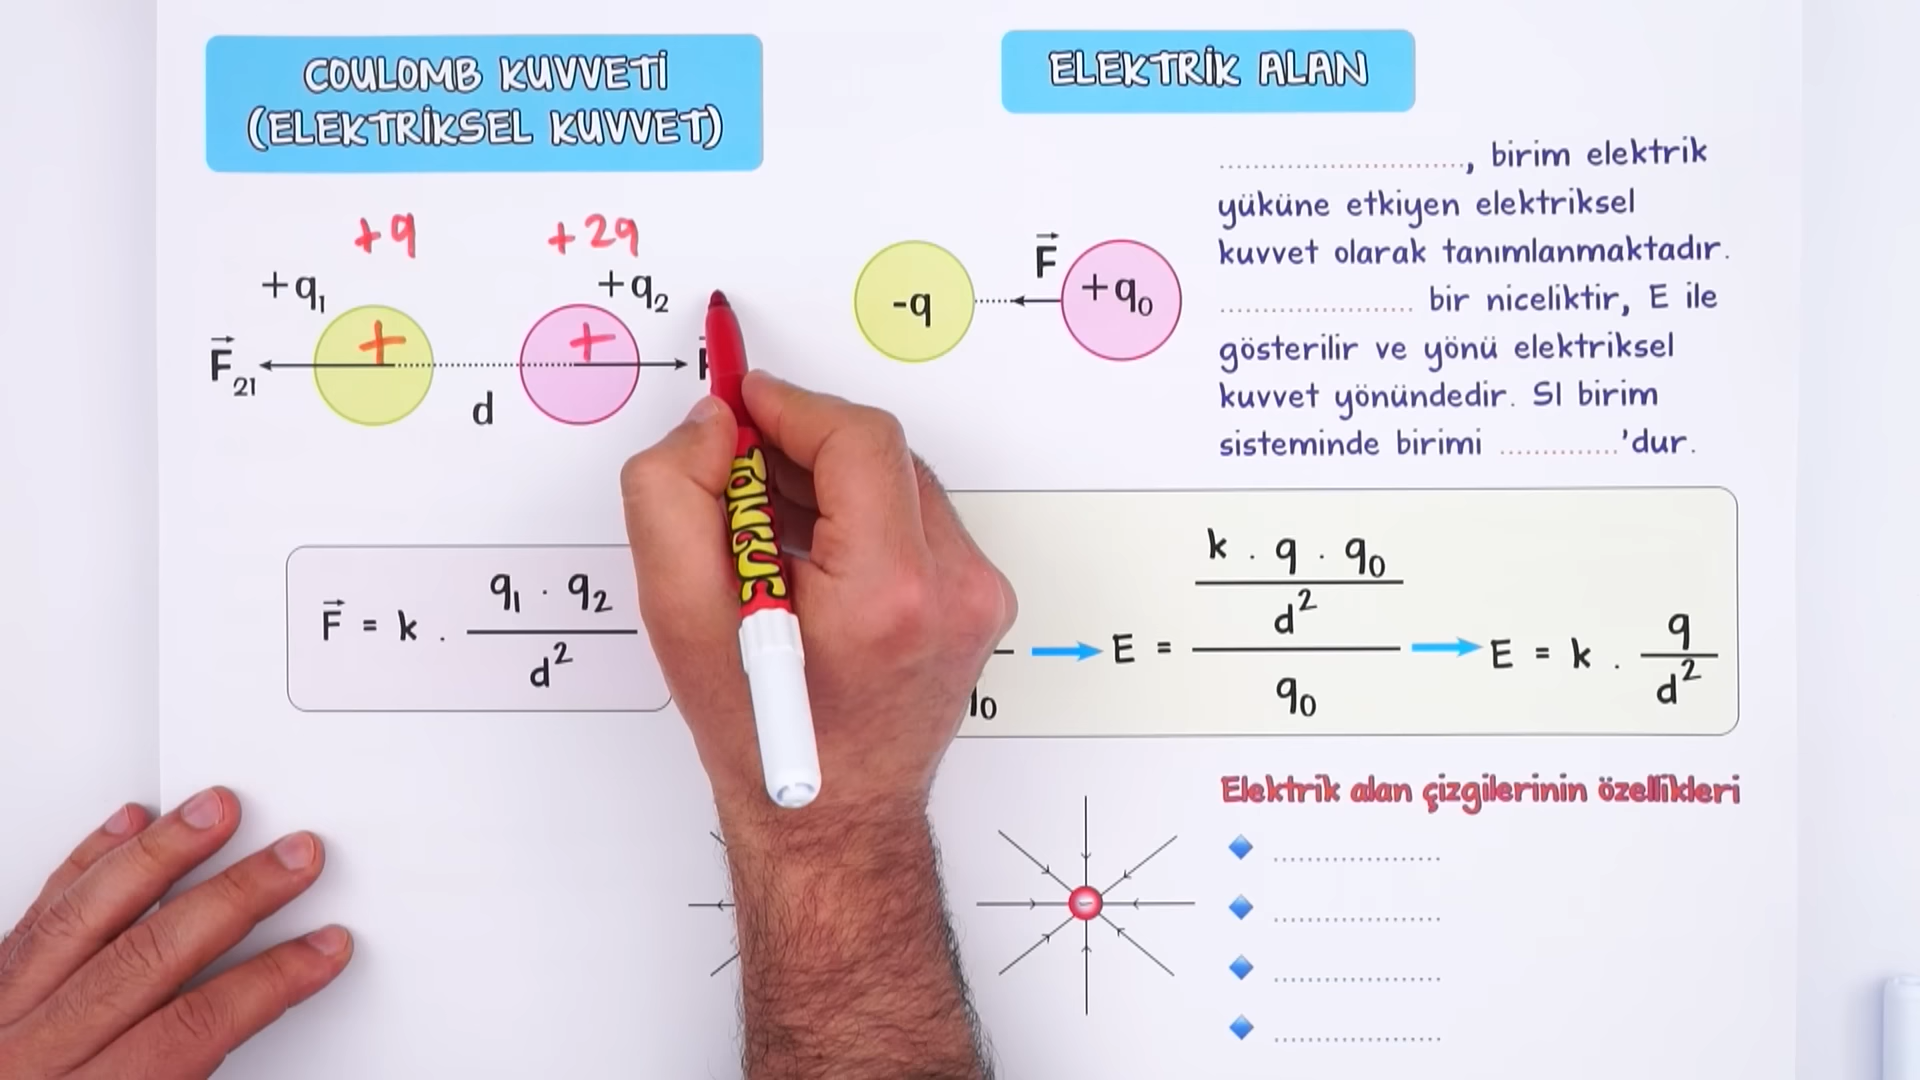 COULOMB KUVVETİ
(ELEKTRİKSEL KUVVET)
+q +2q
+q₁ +q₂
+ +
F⃗₂₁
d
F⃗ = k . q₁ . q₂ / d²
ELEKTRİK ALAN
-q
F⃗
+q₀
...................., birim elektrik
yüküne etkiyen elektriksel
kuvvet olarak tanımlanmaktadır.
.................... bir niceliktir, E ile
gösterilir ve yönü elektriksel
kuvvet yönündedir. SI birim
sisteminde birimi ..............'dur.
E = (k . q . q₀ / d²) / q₀
E = k . q / d²
TONGUÇ
Elektrik alan çizgilerinin özellikleri
....................
....................
....................
....................
-